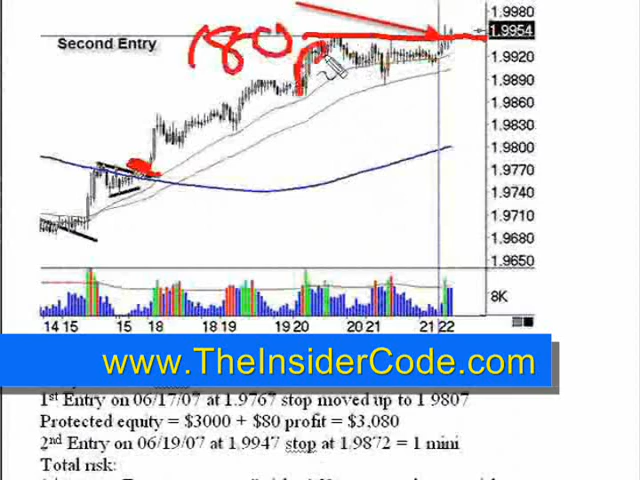 1.9980
Second Entry
180
1.9954
1.9920
1.9890
1.9860
1.9830
1.9800
1.9770
1.9740
1.9710
1.9680
1.9650
8K
14 15 15 18 18 19 19 20 20 21 21 22
www.TheInsiderCode.com
1st Entry on 06/17/07 at 1.9767 stop moved up to 1 9807
Protected equity = $3000 + $80 profit = $3,080
2nd Entry on 06/19/07 at 1.9947 stop at 1.9872 = 1 mini
Total risk: